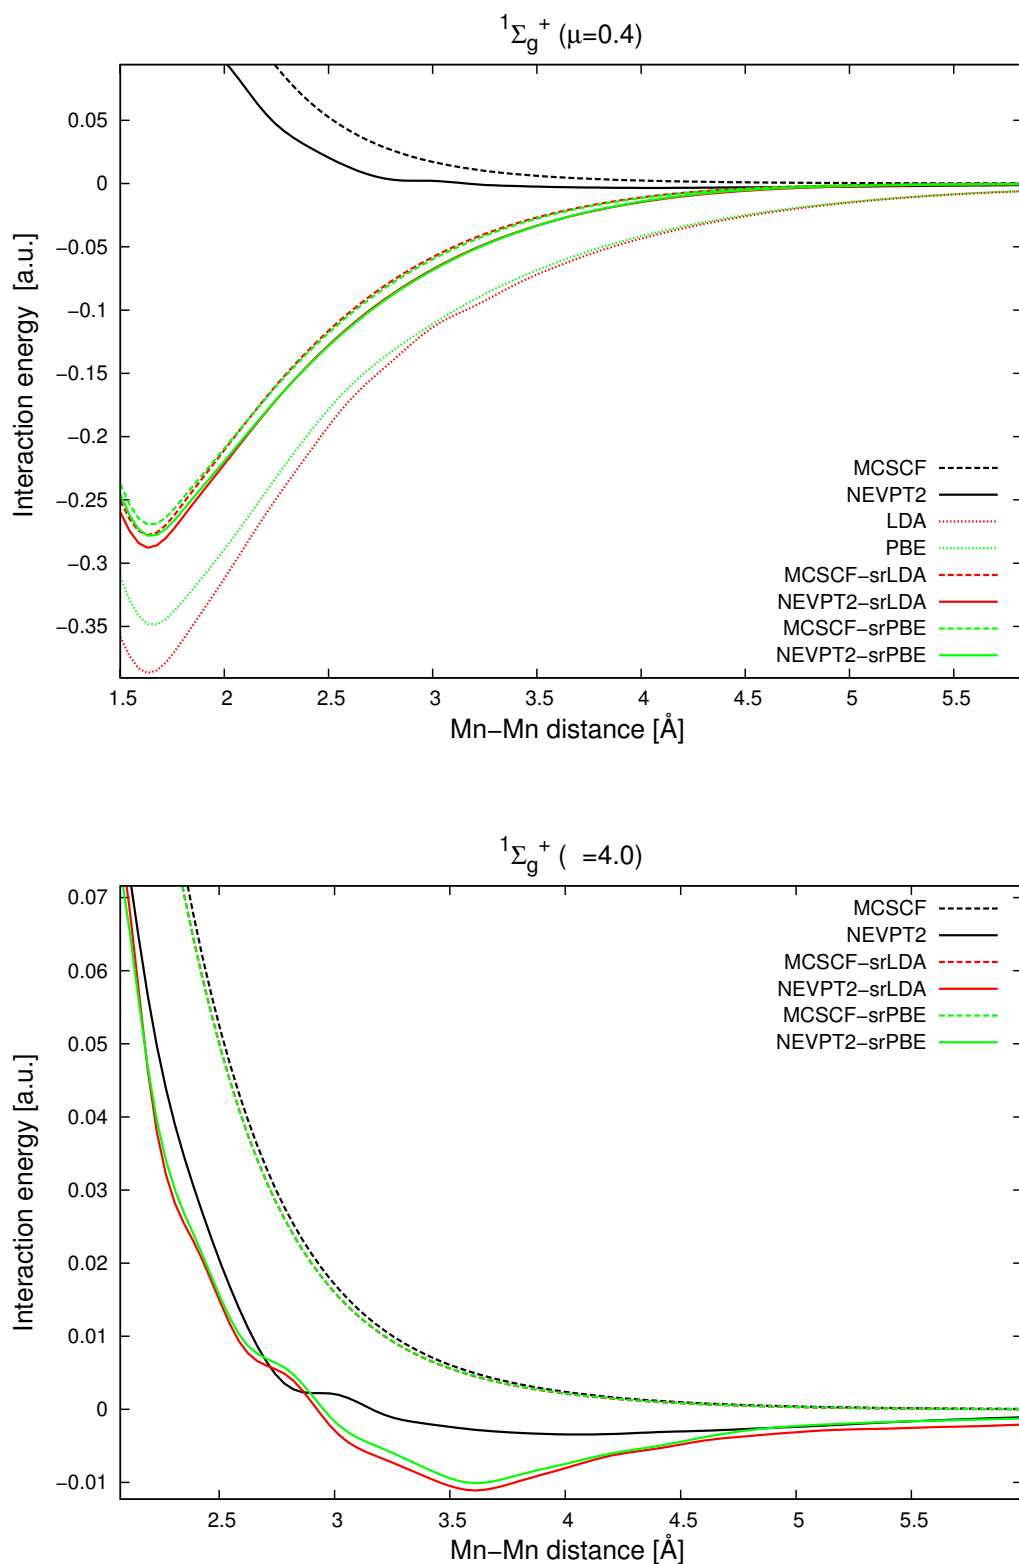 ¹Σg⁺ (μ=0.4)
0.05
0
−0.05
−0.1
−0.15
−0.2
−0.25
−0.3
−0.35
Interaction energy [a.u.]
MCSCF
NEVPT2
LDA
PBE
MCSCF−srLDA
NEVPT2−srLDA
MCSCF−srPBE
NEVPT2−srPBE
1.5 2 2.5 3 3.5 4 4.5 5 5.5
Mn−Mn distance [Å]
¹Σg⁺ ( =4.0)
0.07
0.06
0.05
0.04
0.03
0.02
0.01
0
−0.01
Interaction energy [a.u.]
MCSCF
NEVPT2
MCSCF−srLDA
NEVPT2−srLDA
MCSCF−srPBE
NEVPT2−srPBE
2.5 3 3.5 4 4.5 5 5.5
Mn−Mn distance [Å]